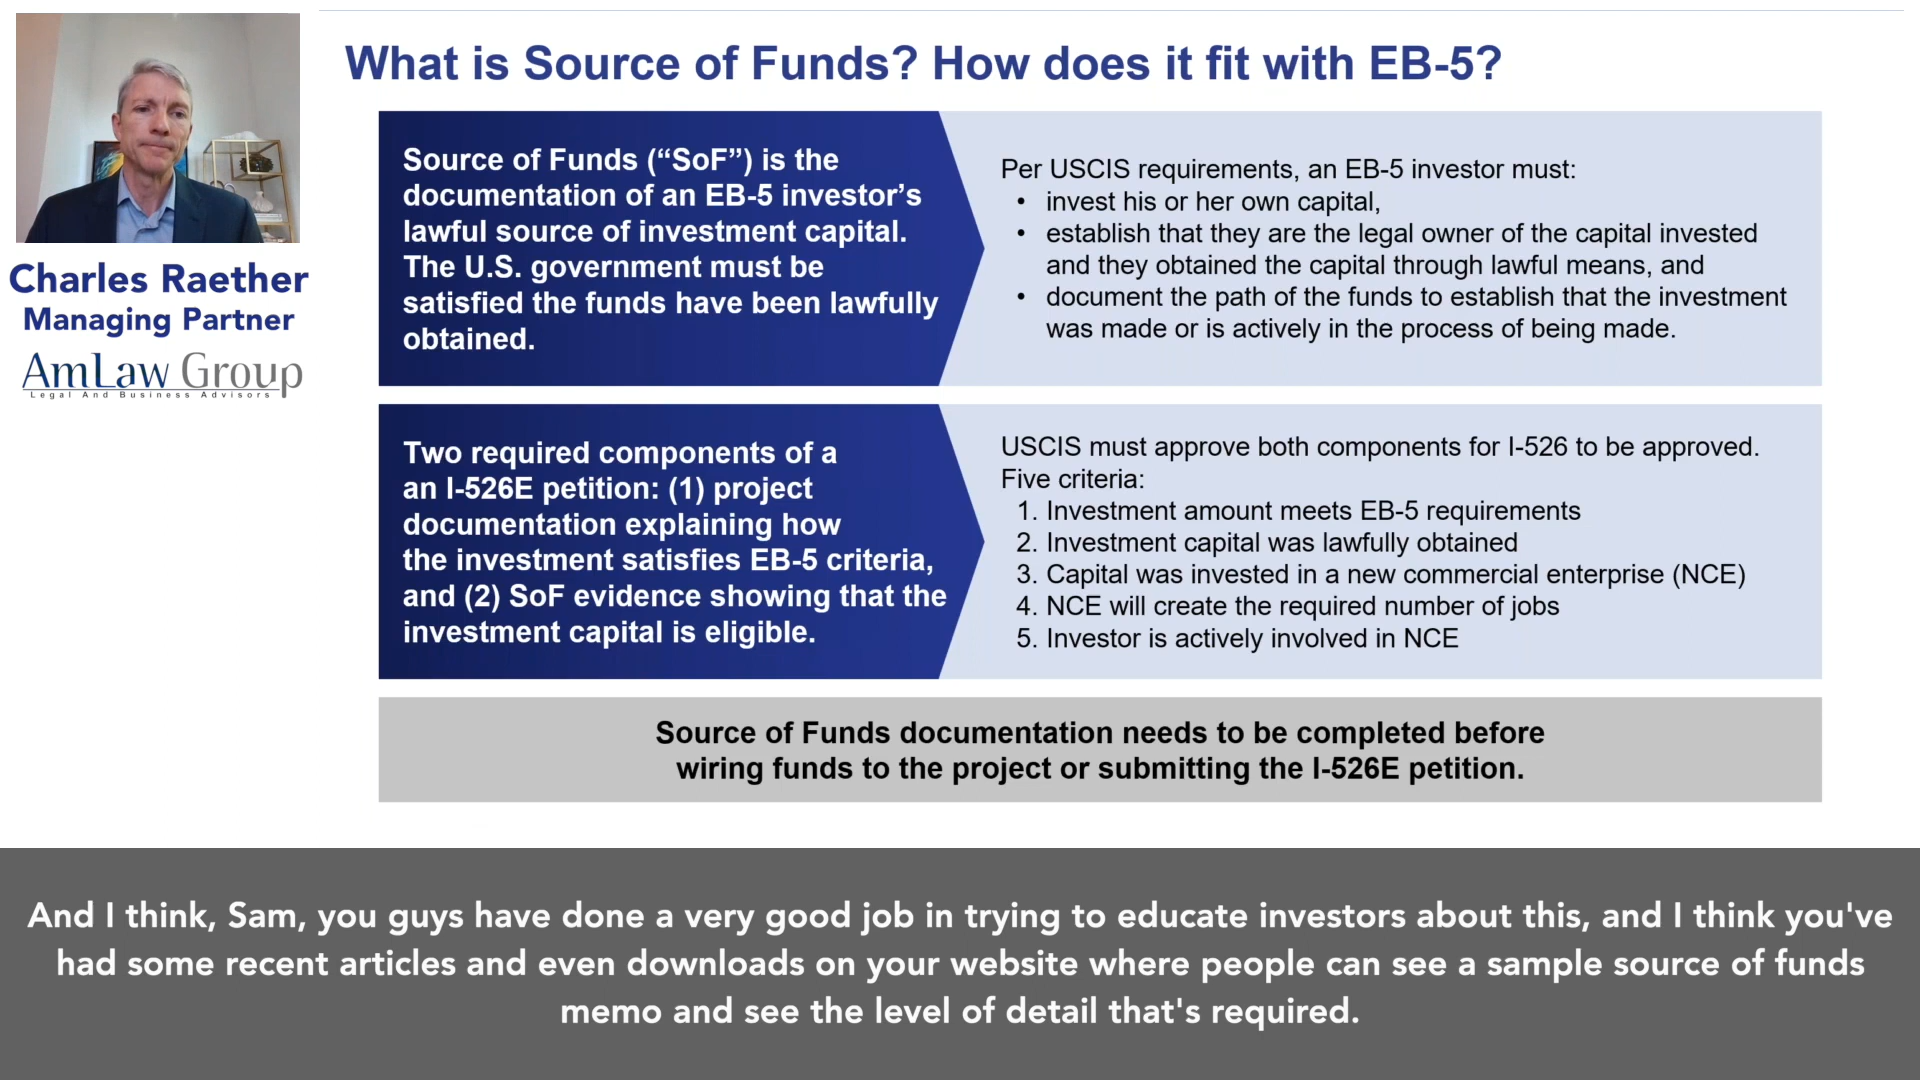 What is Source of Funds? How does it fit with EB-5?
Charles Raether
Managing Partner
AmLaw Group
Legal And Business Advisors
Source of Funds (“SoF”) is the
documentation of an EB-5 investor’s
lawful source of investment capital.
The U.S. government must be
satisfied the funds have been lawfully
obtained.
Per USCIS requirements, an EB-5 investor must:
• invest his or her own capital,
• establish that they are the legal owner of the capital invested
and they obtained the capital through lawful means, and
• document the path of the funds to establish that the investment
was made or is actively in the process of being made.
Two required components of a
an I-526E petition: (1) project
documentation explaining how
the investment satisfies EB-5 criteria,
and (2) SoF evidence showing that the
investment capital is eligible.
USCIS must approve both components for I-526 to be approved.
Five criteria:
1. Investment amount meets EB-5 requirements
2. Investment capital was lawfully obtained
3. Capital was invested in a new commercial enterprise (NCE)
4. NCE will create the required number of jobs
5. Investor is actively involved in NCE
Source of Funds documentation needs to be completed before
wiring funds to the project or submitting the I-526E petition.
And I think, Sam, you guys have done a very good job in trying to educate investors about this, and I think you've
had some recent articles and even downloads on your website where people can see a sample source of funds
memo and see the level of detail that's required.